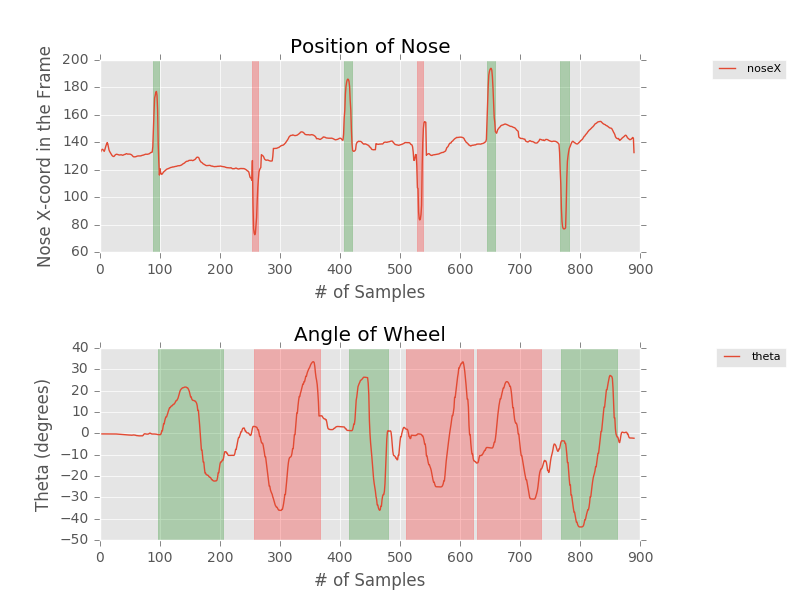 Position of Nose
Nose X-coord in the Frame
200
180
160
140
120
100
80
60
0 100 200 300 400 500 600 700 800 900
# of Samples
noseX
Angle of Wheel
Theta (degrees)
40
30
20
10
0
−10
−20
−30
−40
−50
0 100 200 300 400 500 600 700 800 900
# of Samples
theta